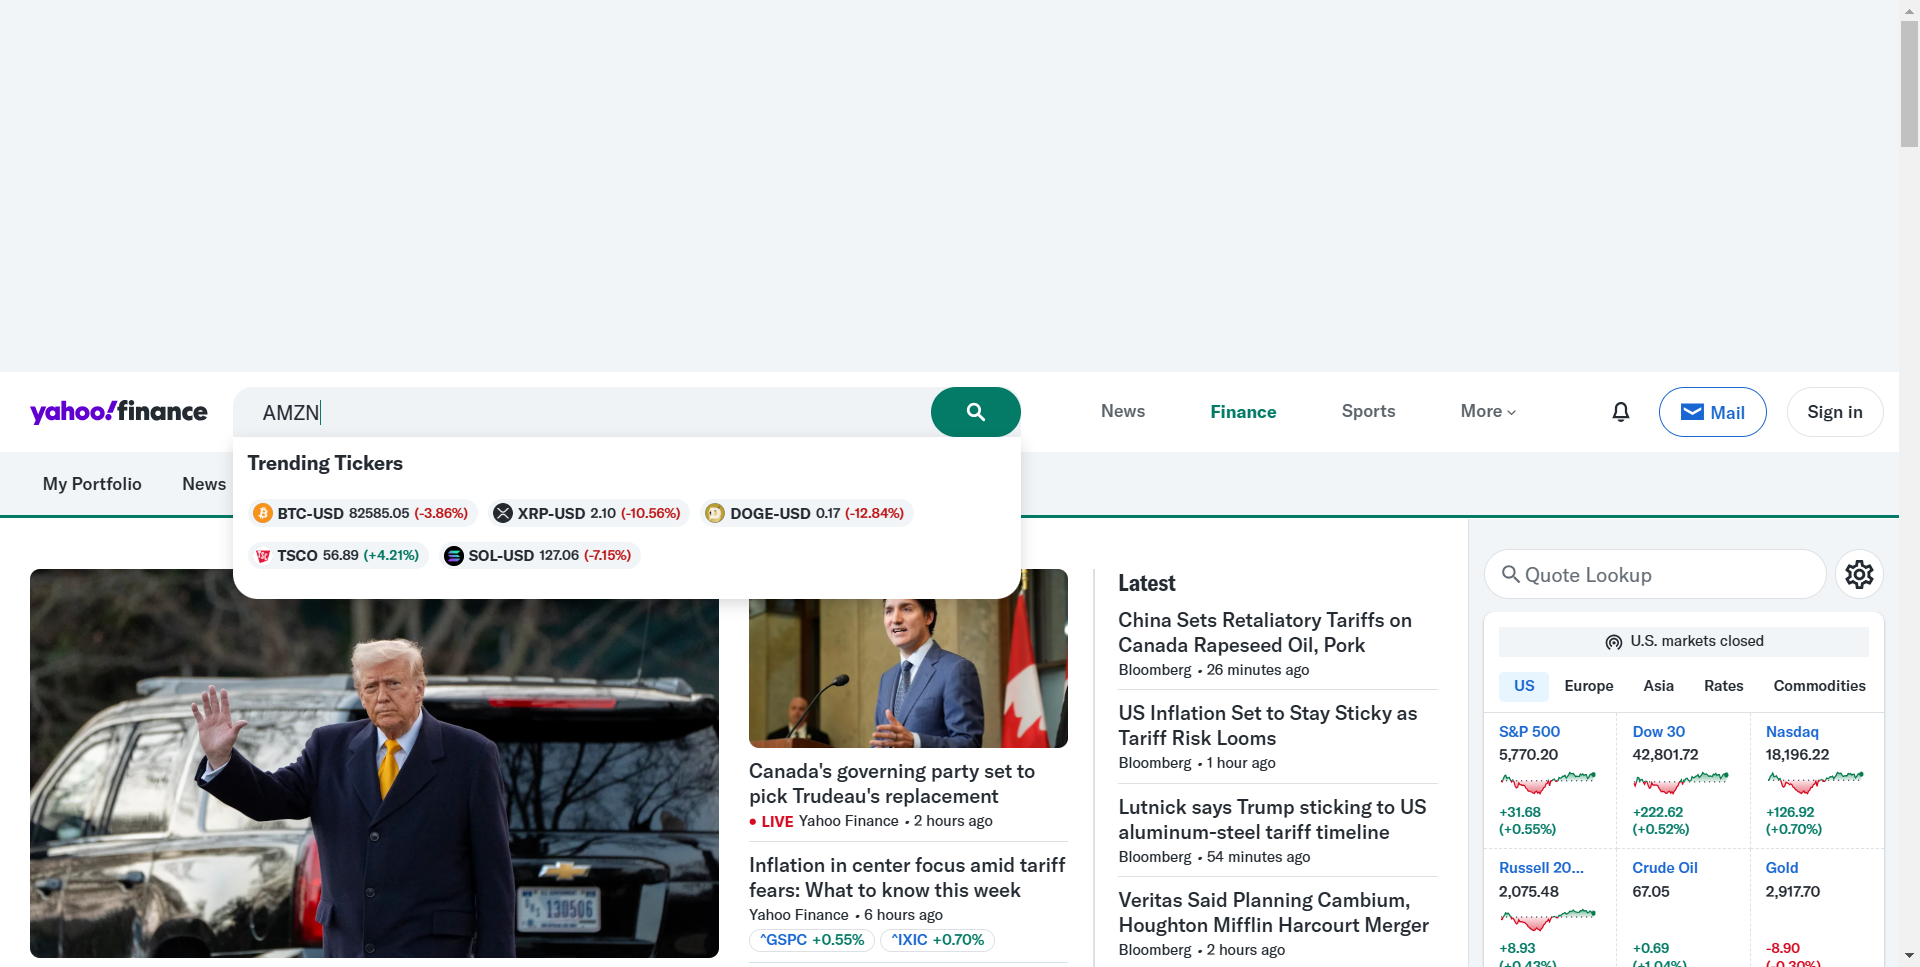 yahoo!finance
AMZN
News
Finance
Sports
More
Mail
Sign in
My Portfolio
News
Trending Tickers
BTC-USD 82585.05 (-3.86%)
XRP-USD 2.10 (-10.56%)
DOGE-USD 0.17 (-12.84%)
TSCO 56.89 (+4.21%)
SOL-USD 127.06 (-7.15%)
130506
Canada's governing party set to
pick Trudeau's replacement
• LIVE Yahoo Finance • 2 hours ago
Inflation in center focus amid tariff
fears: What to know this week
Yahoo Finance • 6 hours ago
^GSPC +0.55%
^IXIC +0.70%
Latest
China Sets Retaliatory Tariffs on
Canada Rapeseed Oil, Pork
Bloomberg • 26 minutes ago
US Inflation Set to Stay Sticky as
Tariff Risk Looms
Bloomberg • 1 hour ago
Lutnick says Trump sticking to US
aluminum-steel tariff timeline
Bloomberg • 54 minutes ago
Veritas Said Planning Cambium,
Houghton Mifflin Harcourt Merger
Bloomberg • 2 hours ago
Quote Lookup
U.S. markets closed
US
Europe
Asia
Rates
Commodities
S&P 500
5,770.20
+31.68
(+0.55%)
Dow 30
42,801.72
+222.62
(+0.52%)
Nasdaq
18,196.22
+126.92
(+0.70%)
Russell 20...
2,075.48
+8.93
(+0.43%)
Crude Oil
67.05
+0.69
(+1.04%)
Gold
2,917.70
-8.90
(-0.30%)